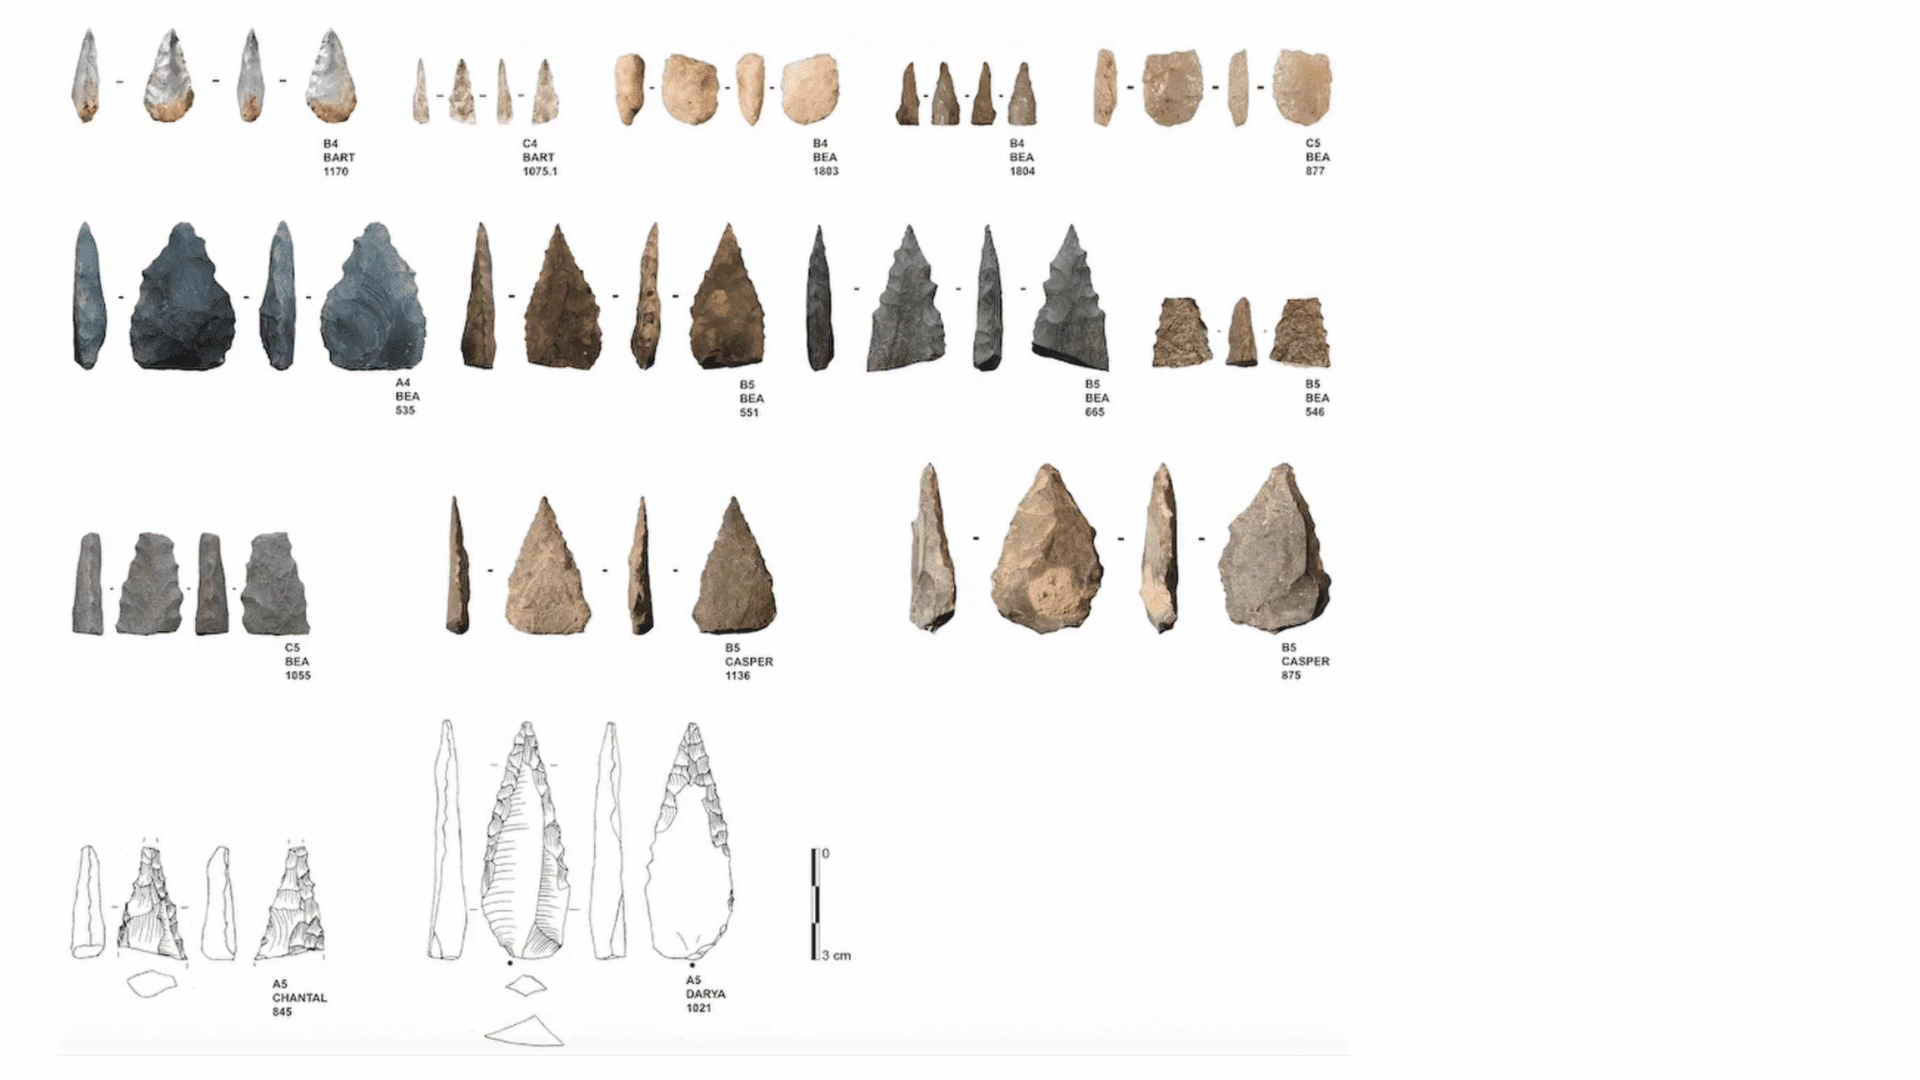 B4
BART
1170
C4
BART
1075.1
B4
BEA
1803
B4
BEA
1804
C5
BEA
877
A4
BEA
535
B5
BEA
551
B5
BEA
665
B5
BEA
546
C5
BEA
1055
B5
CASPER
1136
B5
CASPER
875
A5
CHANTAL
845
A5
DARYA
1021
0
3 cm